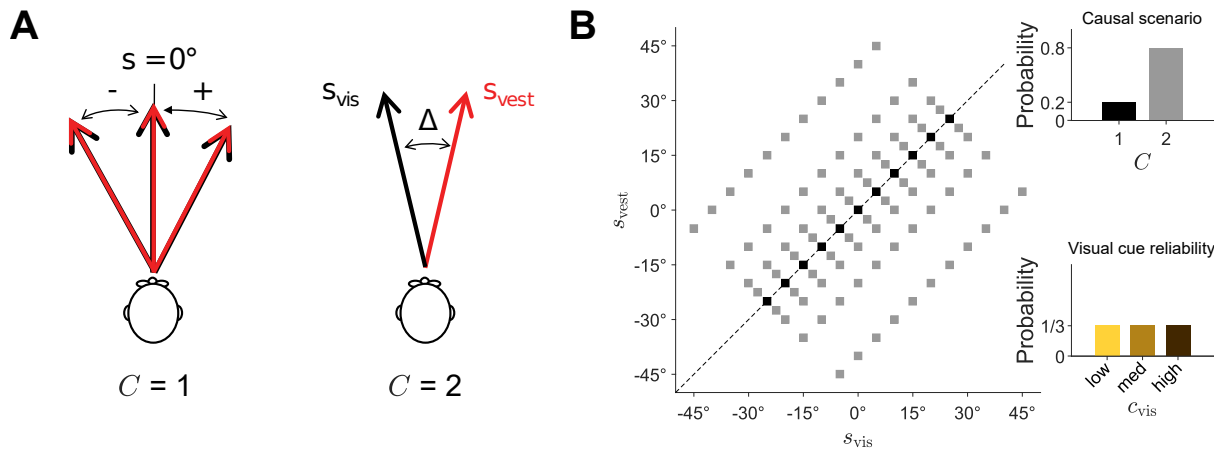 A
s = 0°
- +
s_vis s_vest
Δ
C = 1 C = 2
B
s_vest
45°
30°
15°
0°
-15°
-30°
-45°
-45° -30° -15° 0° 15° 30° 45°
s_vis
Causal scenario
Probability
0.8
0.2
0
1 2
C
Visual cue reliability
Probability
1/3
0
low med high
c_vis